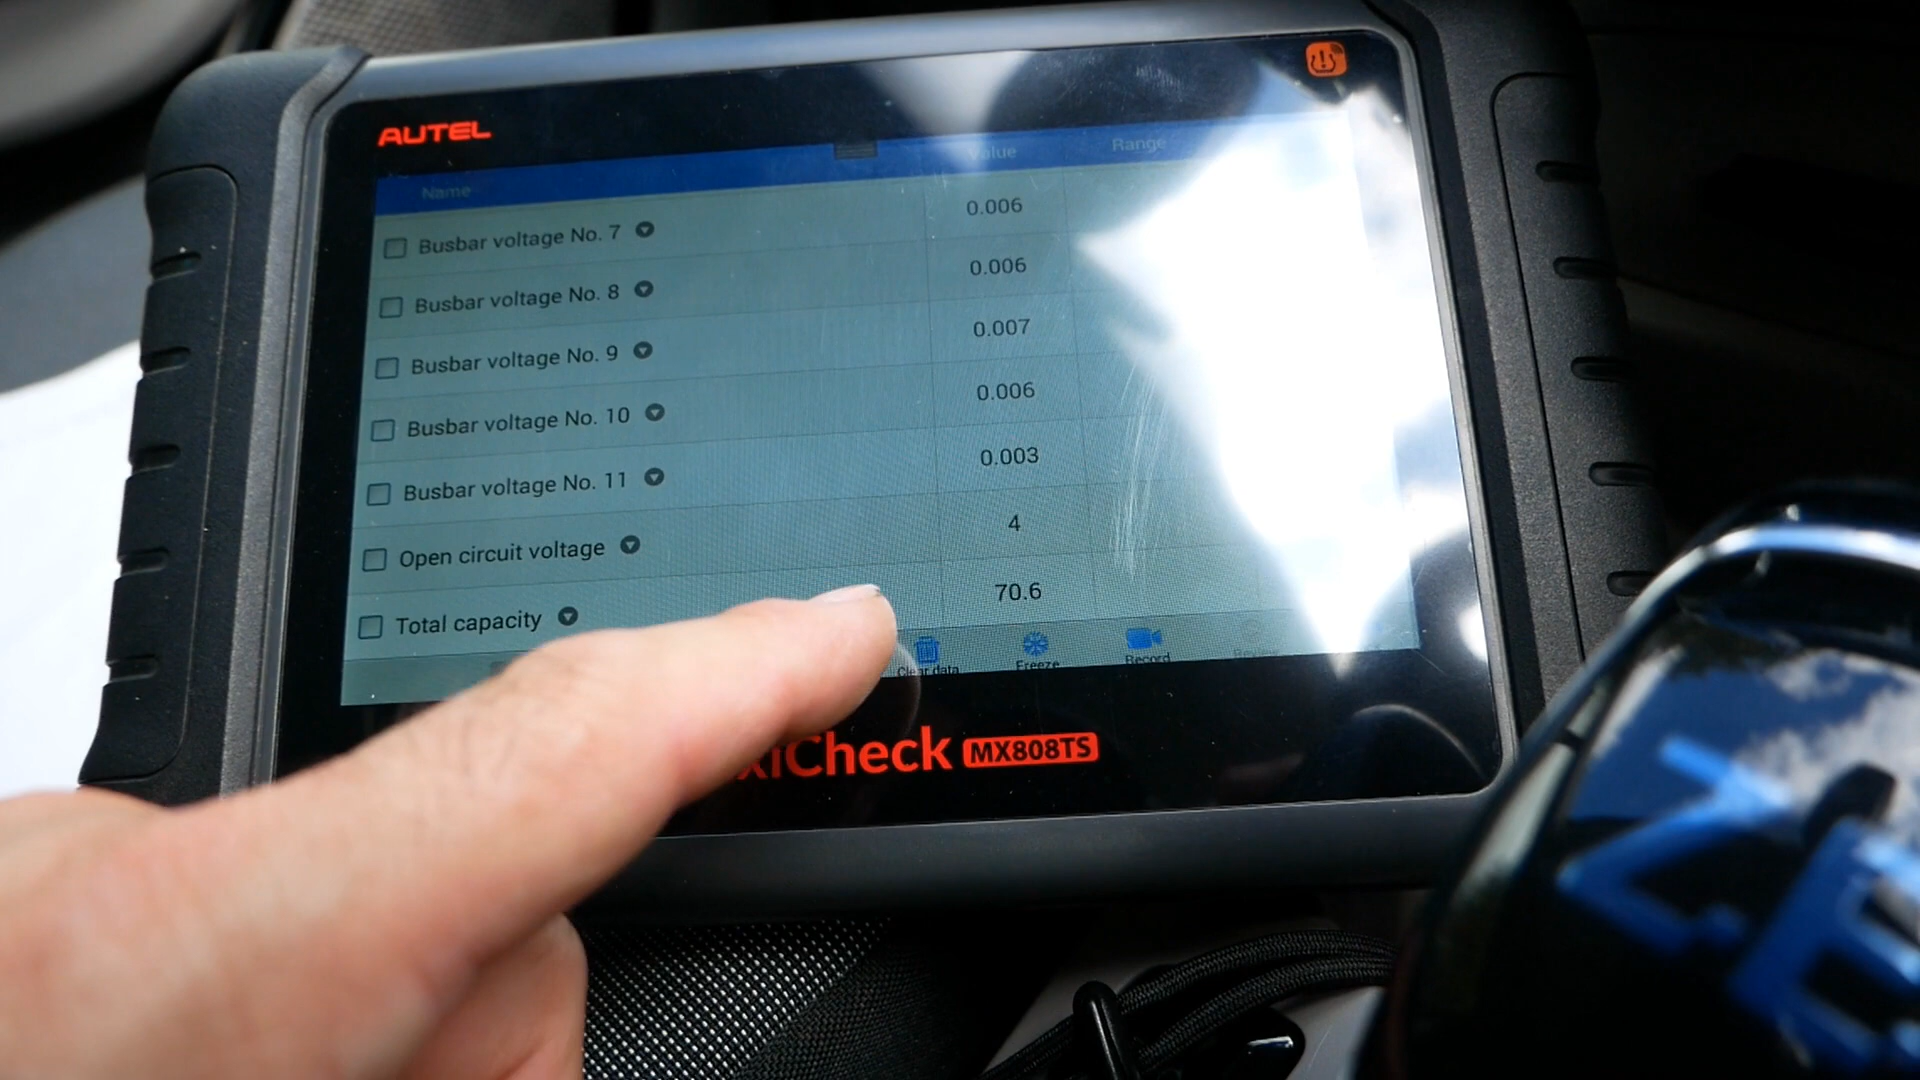 AUTEL
Name Value Range
Busbar voltage No. 7 0.006
Busbar voltage No. 8 0.006
Busbar voltage No. 9 0.007
Busbar voltage No. 10 0.006
Busbar voltage No. 11 0.003
Open circuit voltage 4
Total capacity 70.6
Clear data Freeze Record Review
xiCheck MX808TS